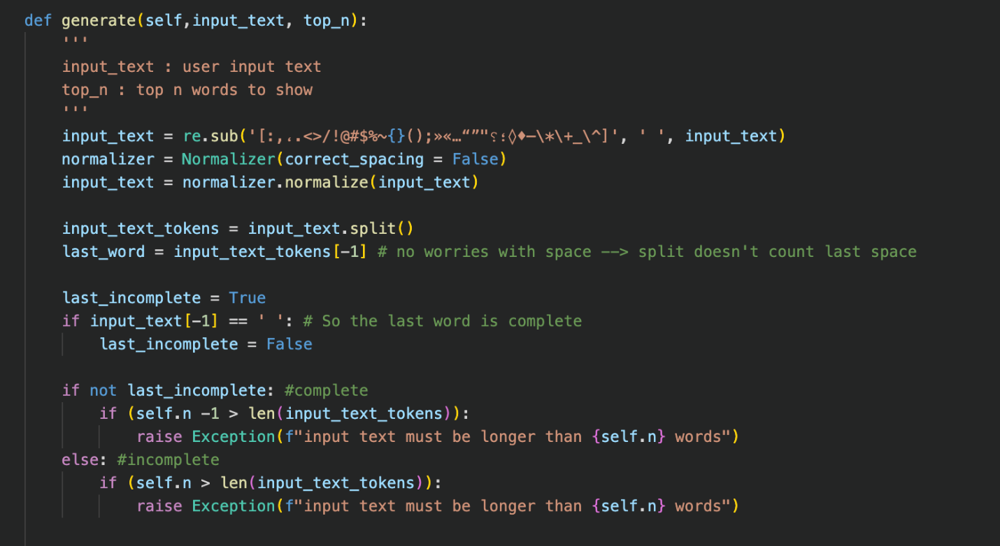 def generate(self,input_text, top_n):
    '''
    input_text : user input text
    top_n : top n words to show
    '''
    input_text = re.sub('[:,،.<>/!@#$%~{}();»«…“”"؟؛◊♦–\*\+_\^]', ' ', input_text)
    normalizer = Normalizer(correct_spacing = False)
    input_text = normalizer.normalize(input_text)

    input_text_tokens = input_text.split()
    last_word = input_text_tokens[-1] # no worries with space --> split doesn't count last space

    last_incomplete = True
    if input_text[-1] == ' ': # So the last word is complete
        last_incomplete = False

    if not last_incomplete: #complete
        if (self.n -1 > len(input_text_tokens)):
            raise Exception(f"input text must be longer than {self.n} words")
    else: #incomplete
        if (self.n > len(input_text_tokens)):
            raise Exception(f"input text must be longer than {self.n} words")